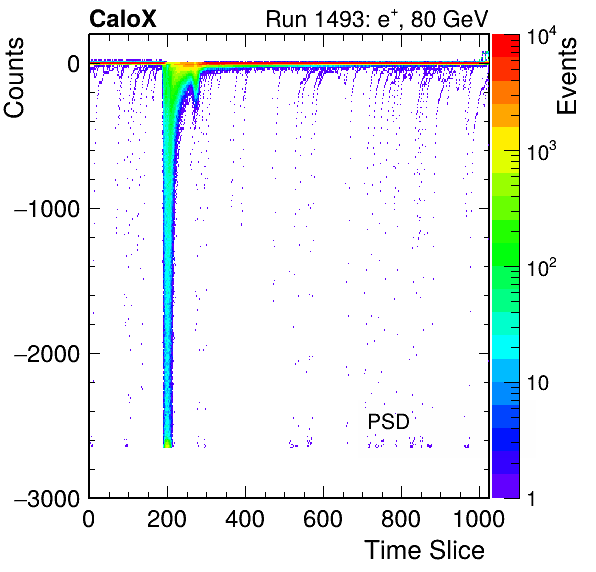 CaloX Run 1493: e⁺, 80 GeV
Counts
0
−1000
−2000
−3000
0 200 400 600 800 1000
Time Slice
PSD
Events
10⁴
10³
10²
10
1